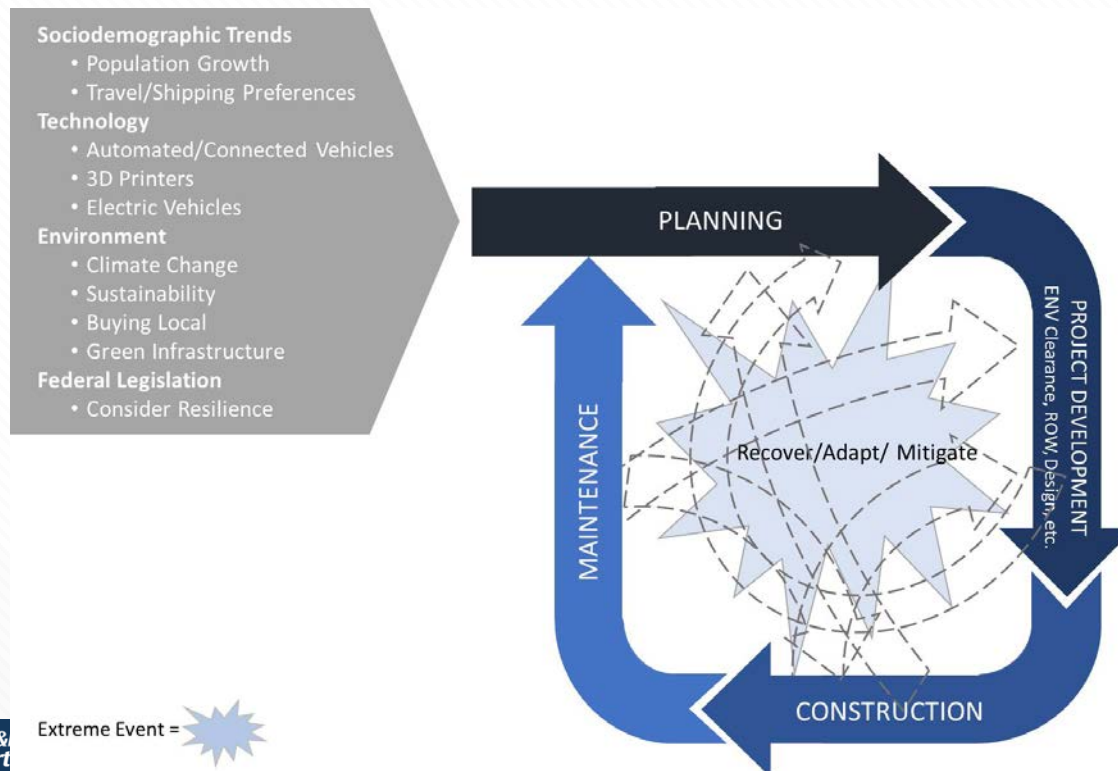 Sociodemographic Trends
• Population Growth
• Travel/Shipping Preferences
Technology
• Automated/Connected Vehicles
• 3D Printers
• Electric Vehicles
Environment
• Climate Change
• Sustainability
• Buying Local
• Green Infrastructure
Federal Legislation
• Consider Resilience
PLANNING
PROJECT DEVELOPMENT
ENV Clearance, ROW, Design, etc.
Recover/Adapt/ Mitigate
MAINTENANCE
CONSTRUCTION
Extreme Event =